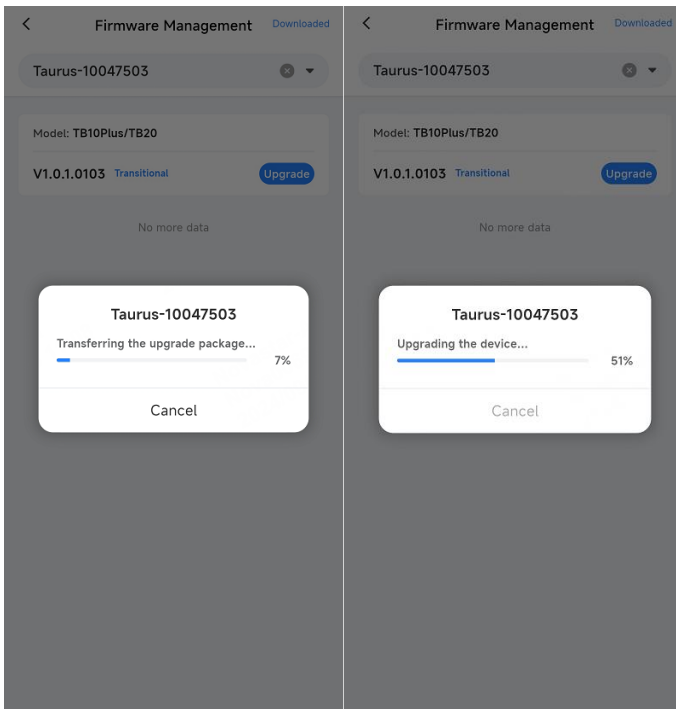 Firmware Management Downloaded
Taurus-10047503
Model: TB10Plus/TB20
V1.0.1.0103 Transitional Upgrade
No more data
Taurus-10047503
Transferring the upgrade package...
7%
Cancel
Firmware Management Downloaded
Taurus-10047503
Model: TB10Plus/TB20
V1.0.1.0103 Transitional Upgrade
No more data
Taurus-10047503
Upgrading the device...
51%
Cancel